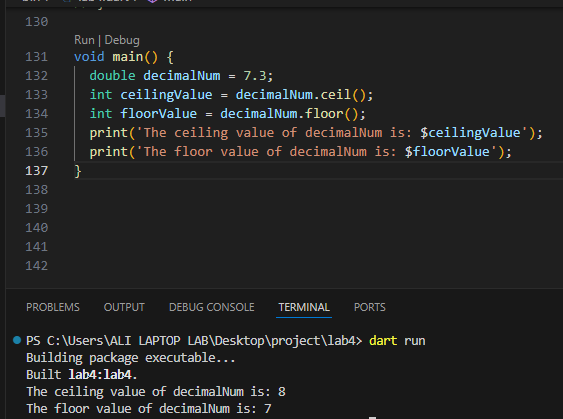 130
Run | Debug
131 void main() {
132 double decimalNum = 7.3;
133 int ceilingValue = decimalNum.ceil();
134 int floorValue = decimalNum.floor();
135 print('The ceiling value of decimalNum is: $ceilingValue');
136 print('The floor value of decimalNum is: $floorValue');
137 }
138
139
140
141
142
PROBLEMS OUTPUT DEBUG CONSOLE TERMINAL PORTS
PS C:\Users\ALI LAPTOP LAB\Desktop\project\lab4> dart run
Building package executable...
Built lab4:lab4.
The ceiling value of decimalNum is: 8
The floor value of decimalNum is: 7